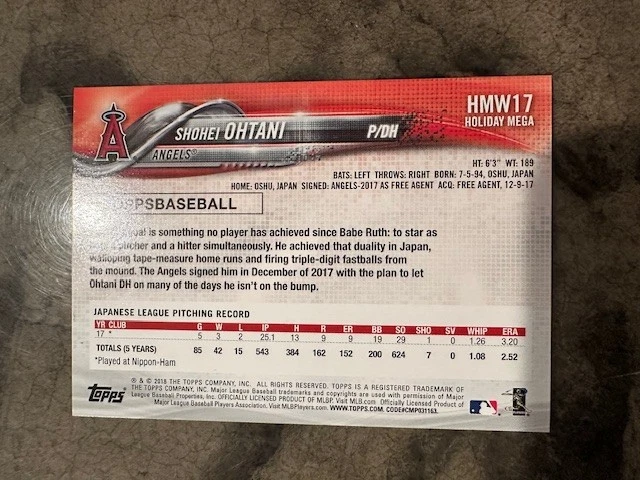 HMW17
HOLIDAY MEGA
A
SHOHEI OHTANI P/DH
ANGELS
HT: 6'3" WT: 189
BATS: LEFT THROWS: RIGHT BORN: 7-5-94, OSHU, JAPAN
HOME: OSHU, JAPAN SIGNED: ANGELS-2017 AS FREE AGENT ACQ: FREE AGENT, 12-9-17
PSBASEBALL
goal is something no player has achieved since Babe Ruth: to star as
pitcher and a hitter simultaneously. He achieved that duality in Japan,
walloping tape-measure home runs and firing triple-digit fastballs from
the mound. The Angels signed him in December of 2017 with the plan to let
Ohtani DH on many of the days he isn't on the bump.
JAPANESE LEAGUE PITCHING RECORD
YR CLUB G W L IP H R ER BB SO SHO SV WHIP ERA
17 * 5 3 2 25.1 13 9 9 19 29 1 0 1.26 3.20
TOTALS (5 YEARS) 85 42 15 543 384 162 152 200 624 7 0 1.08 2.52
*Played at Nippon-Ham
Topps
® & © 2018 THE TOPPS COMPANY, INC. ALL RIGHTS RESERVED. TOPPS IS A REGISTERED TRADEMARK OF
THE TOPPS COMPANY, INC. Major League Baseball trademarks and copyrights are used with permission of Major
League Baseball Properties, Inc. OFFICIALLY LICENSED PRODUCT OF MLBP. Visit MLB.com. Officially Licensed Product of
Major League Baseball Players Association. Visit MLBPlayers.com. WWW.TOPPS.COM. CODE#CMP031163.